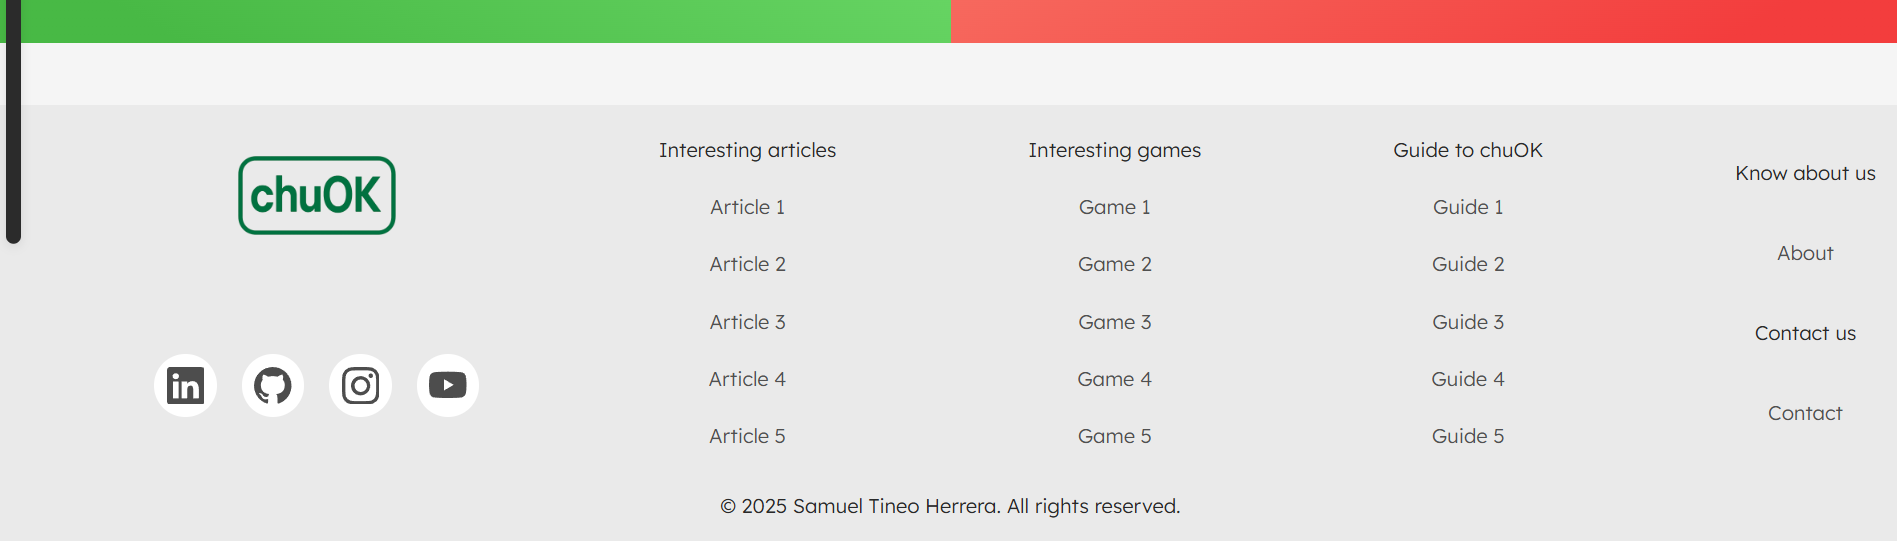 chuOK
Interesting articles
Article 1
Article 2
Article 3
Article 4
Article 5
Interesting games
Game 1
Game 2
Game 3
Game 4
Game 5
Guide to chuOK
Guide 1
Guide 2
Guide 3
Guide 4
Guide 5
Know about us
About
Contact us
Contact
© 2025 Samuel Tineo Herrera. All rights reserved.